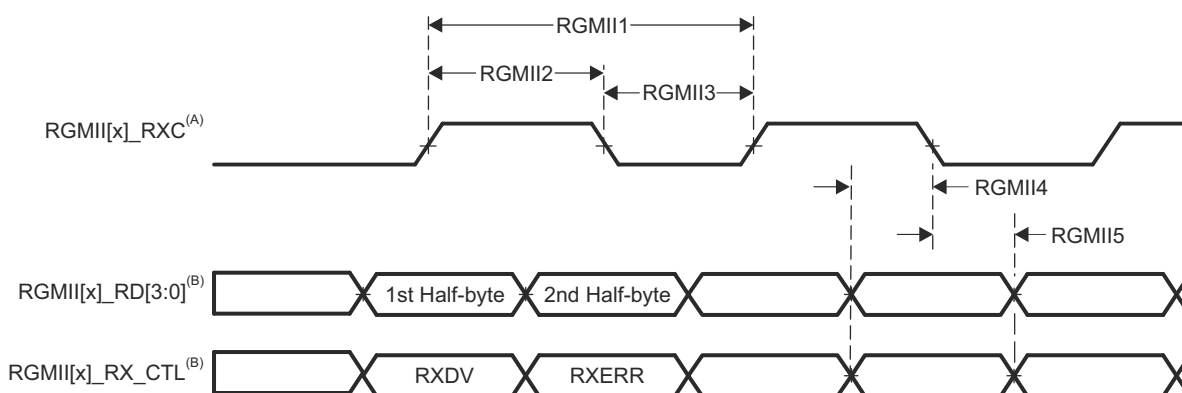 RGMII1
RGMII2
RGMII3
RGMII[x]_RXC(A)
RGMII4
RGMII5
RGMII[x]_RD[3:0](B) 1st Half-byte 2nd Half-byte
RGMII[x]_RX_CTL(B) RXDV RXERR